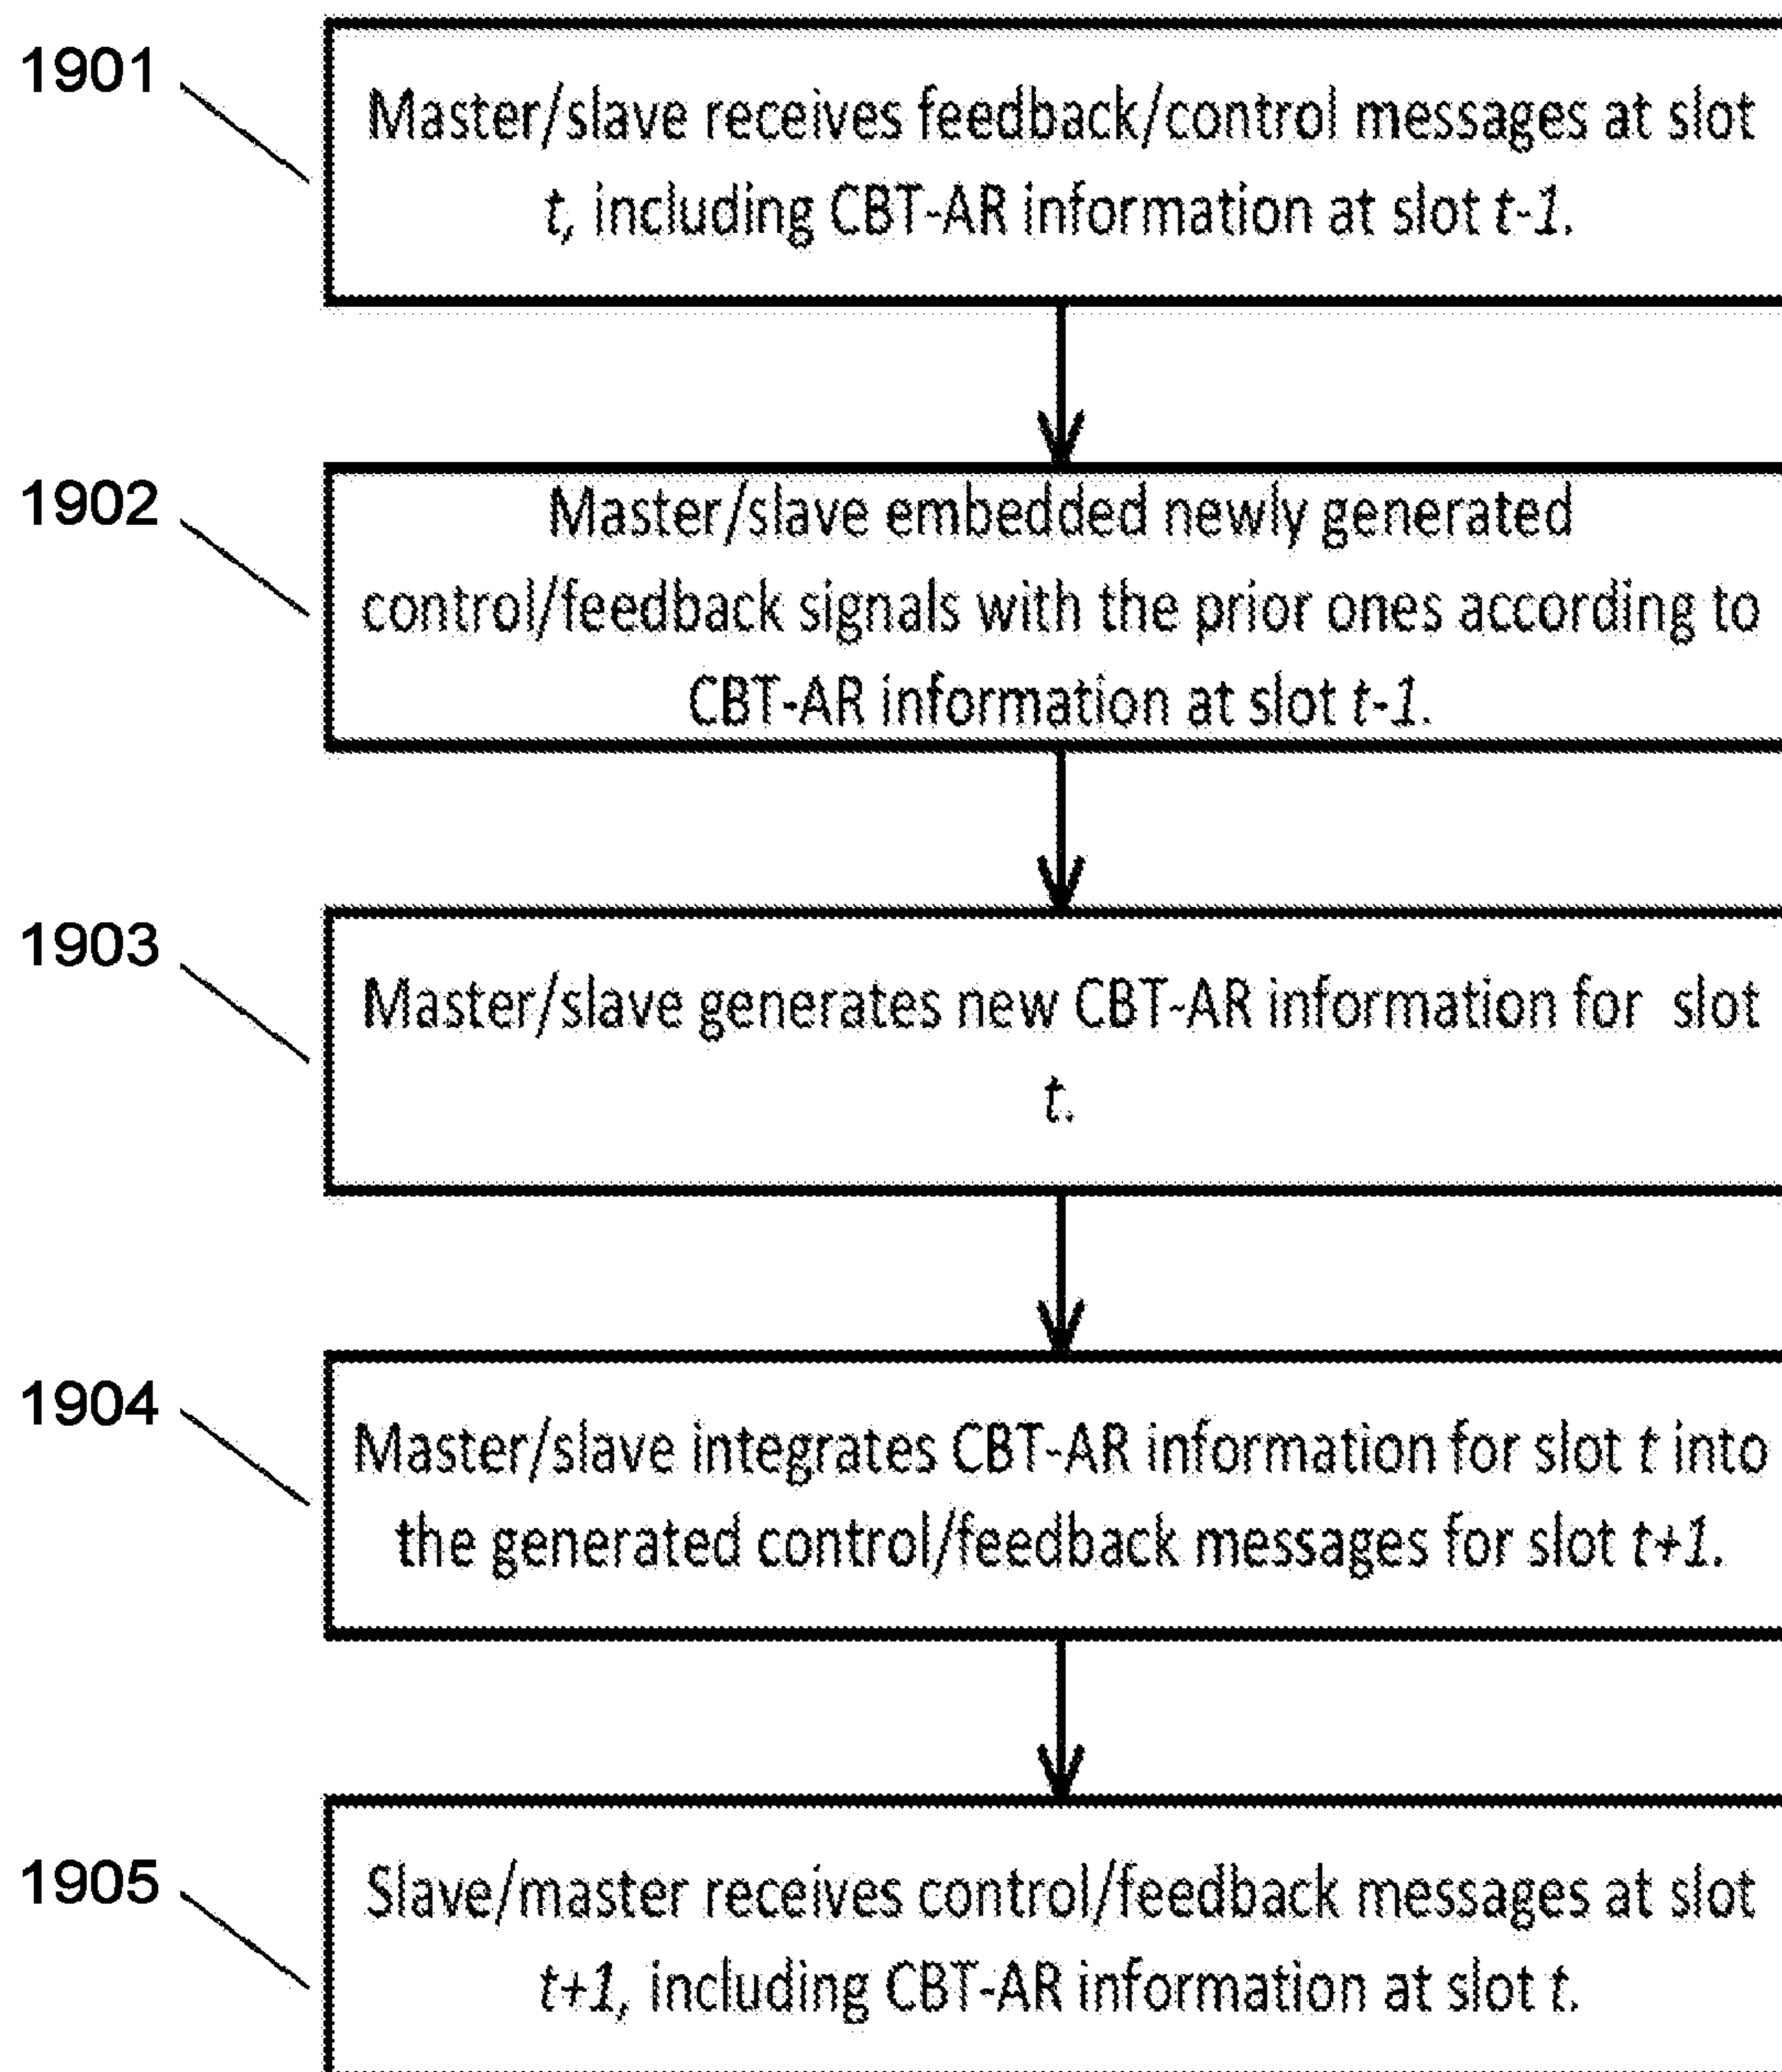 1901
Master/slave receives feedback/control messages at slot
t, including CBT-AR information at slot t-1.
1902
Master/slave embedded newly generated
control/feedback signals with the prior ones according to
CBT-AR information at slot t-1.
1903
Master/slave generates new CBT-AR information for slot
t.
1904
Master/slave integrates CBT-AR information for slot t into
the generated control/feedback messages for slot t+1.
1905
Slave/master receives control/feedback messages at slot
t+1, including CBT-AR information at slot t.